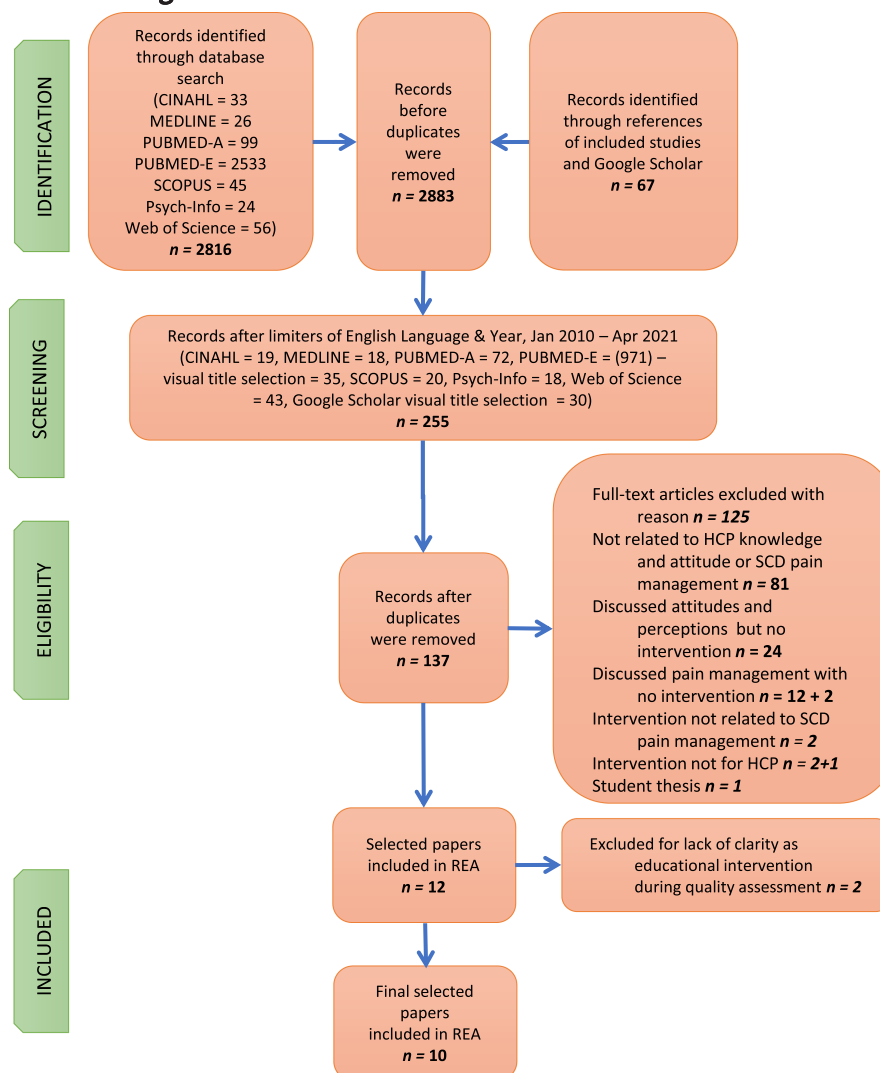 IDENTIFICATION
Records identified
through database
search
(CINAHL = 33
MEDLINE = 26
PUBMED-A = 99
PUBMED-E = 2533
SCOPUS = 45
Psych-Info = 24
Web of Science = 56)
n = 2816
Records
before
duplicates
were
removed
n = 2883
Records identified
through references
of included studies
and Google Scholar
n = 67
SCREENING
Records after limiters of English Language & Year, Jan 2010 – Apr 2021
(CINAHL = 19, MEDLINE = 18, PUBMED-A = 72, PUBMED-E = (971) –
visual title selection = 35, SCOPUS = 20, Psych-Info = 18, Web of Science
= 43, Google Scholar visual title selection = 30)
n = 255
ELIGIBILITY
Records after
duplicates
were removed
n = 137
Full-text articles excluded with
reason n = 125
Not related to HCP knowledge
and attitude or SCD pain
management n = 81
Discussed attitudes and
perceptions but no
intervention n = 24
Discussed pain management with
no intervention n = 12 + 2
Intervention not related to SCD
pain management n = 2
Intervention not for HCP n = 2+1
Student thesis n = 1
INCLUDED
Selected papers
included in REA
n = 12
Excluded for lack of clarity as
educational intervention
during quality assessment n = 2
Final selected
papers
included in REA
n = 10